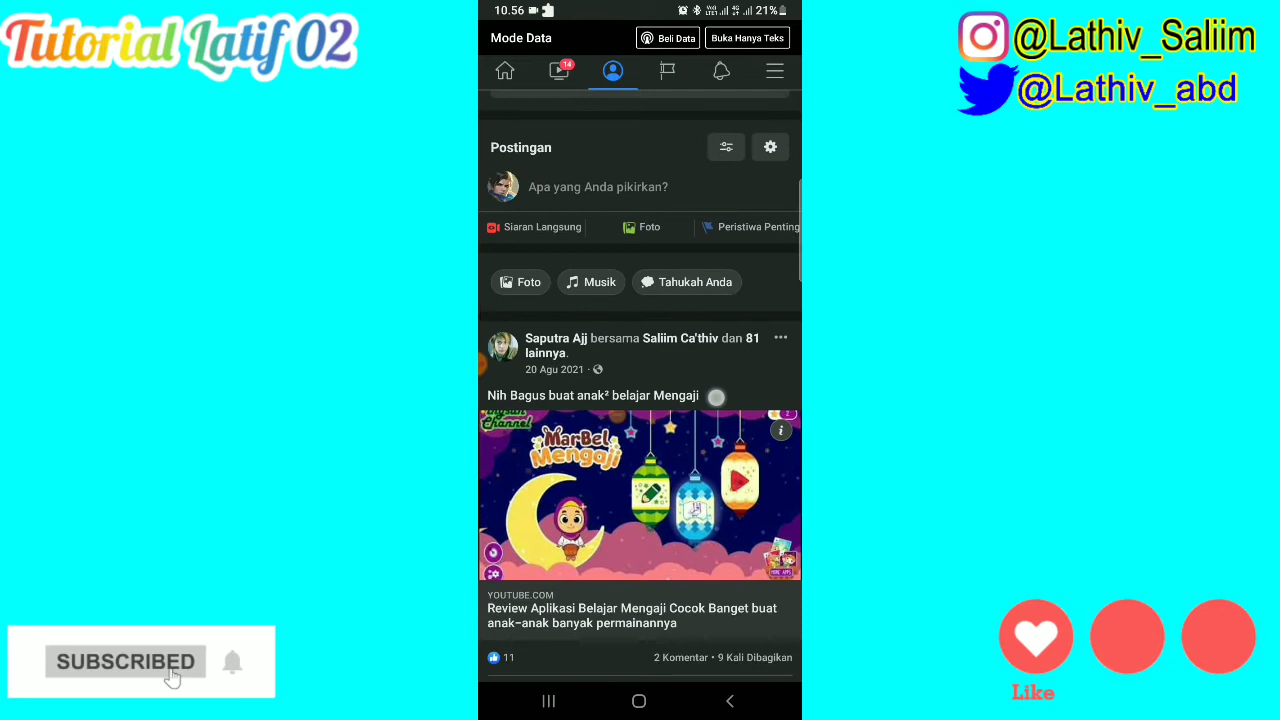 Tutorial Latif 02
@Lathiv_Saliim
@Lathiv_abd
10.56
21%
Mode Data
Beli Data
Buka Hanya Teks
14
Postingan
Apa yang Anda pikirkan?
Siaran Langsung
Foto
Peristiwa Penting
Foto
Musik
Tahukah Anda
Saputra Ajj bersama Saliim Ca'thiv dan 81
lainnya.
20 Agu 2021
Nih Bagus buat anak² belajar Mengaji
Channel
MarBel
Mengaji
YOUTUBE.COM
Review Aplikasi Belajar Mengaji Cocok Banget buat
anak-anak banyak permainannya
11
2 Komentar • 9 Kali Dibagikan
SUBSCRIBED
Like